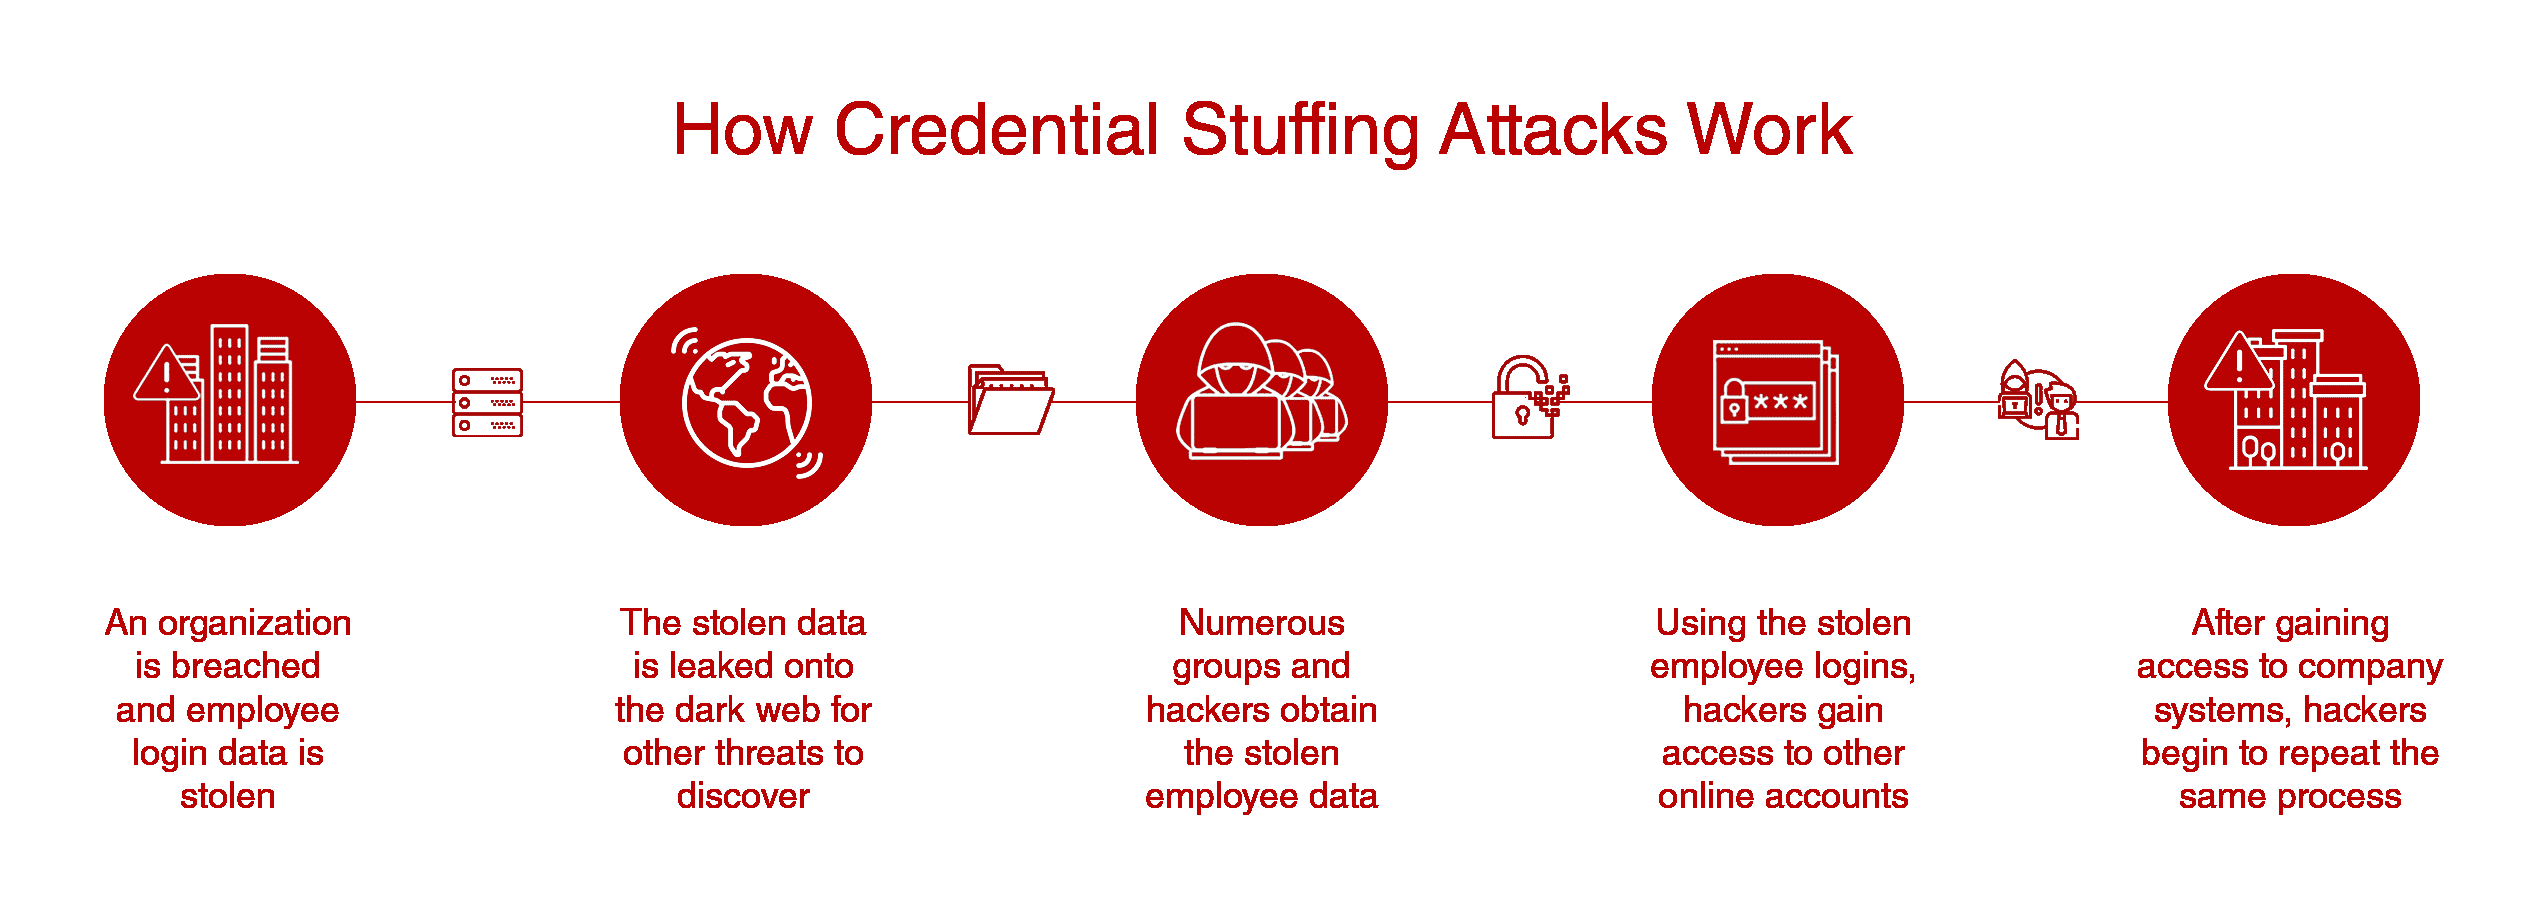 How Credential Stuffing Attacks Work
An organization
is breached
and employee
login data is
stolen
The stolen data
is leaked onto
the dark web for
other threats to
discover
Numerous
groups and
hackers obtain
the stolen
employee data
Using the stolen
employee logins,
hackers gain
access to other
online accounts
After gaining
access to company
systems, hackers
begin to repeat the
same process